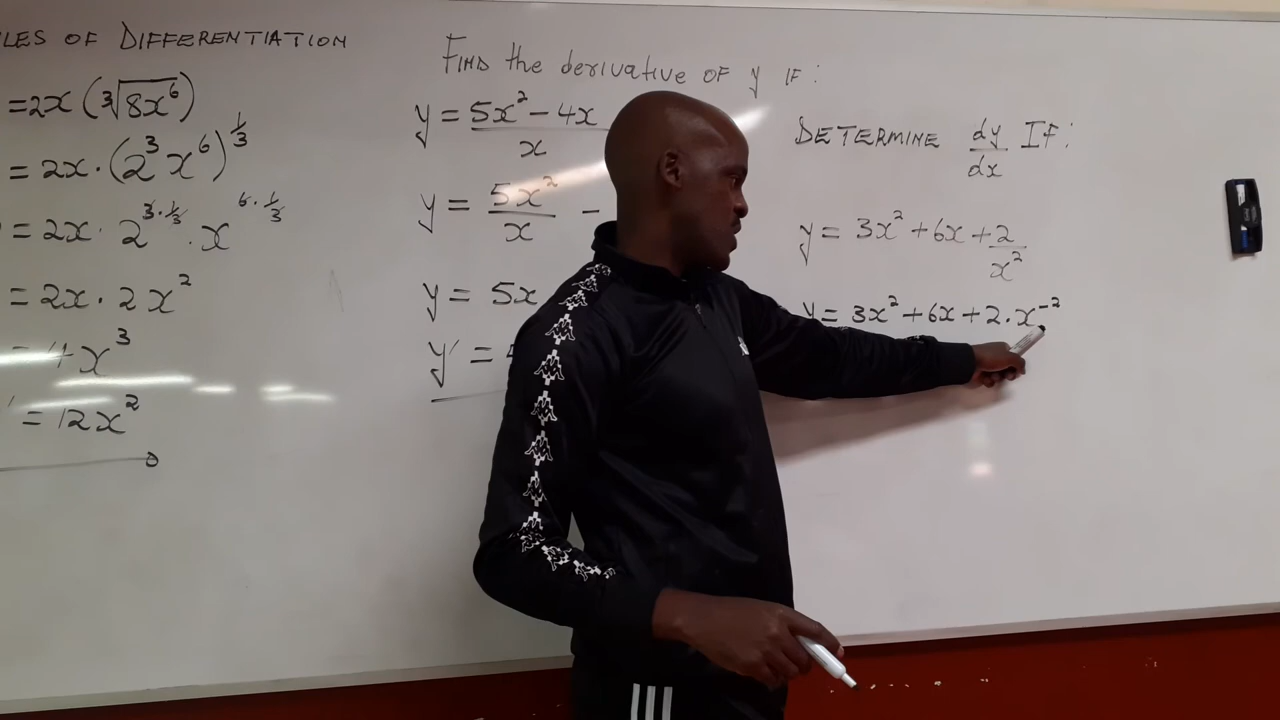 LES OF DIFFERENTIATION
=2x(∛8x⁶)
= 2x·(2³x⁶)^1/3
= 2x· 2^3·1/3 · x^6·1/3
= 2x· 2x²
= 4x³
' = 12x²
FIND the derivative OF y IF :
y = 5x² - 4x / x
y = 5x² / x -
y = 5x
y' =
DETERMINE dy/dx IF:
y = 3x² + 6x + 2/x²
y = 3x² + 6x + 2·x⁻²